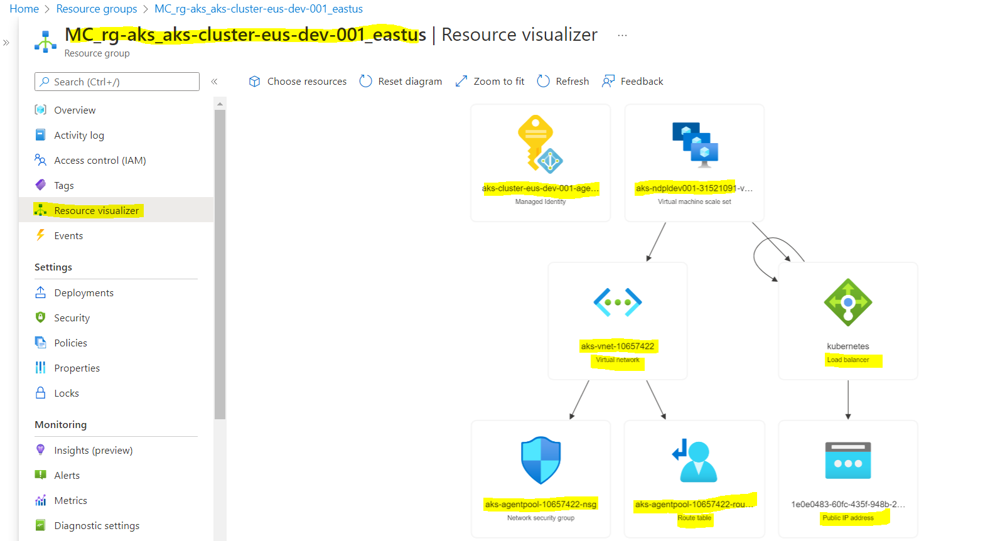 Home > Resource groups > MC_rg-aks_aks-cluster-eus-dev-001_eastus
MC_rg-aks_aks-cluster-eus-dev-001_eastus | Resource visualizer ...
Resource group
Search (Ctrl+/)
Choose resources Reset diagram Zoom to fit Refresh Feedback
Overview
Activity log
Access control (IAM)
Tags
Resource visualizer
Events
Settings
Deployments
Security
Policies
Properties
Locks
Monitoring
Insights (preview)
Alerts
Metrics
Diagnostic settings
aks-cluster-eus-dev-001-age...
Managed Identity
aks-ndpldev001-31521091-v...
Virtual machine scale set
aks-vnet-10657422
Virtual network
kubernetes
Load balancer
aks-agentpool-10657422-nsg
Network security group
aks-agentpool-10657422-rou...
Route table
1e0e0483-60fc-435f-948b-2...
Public IP address